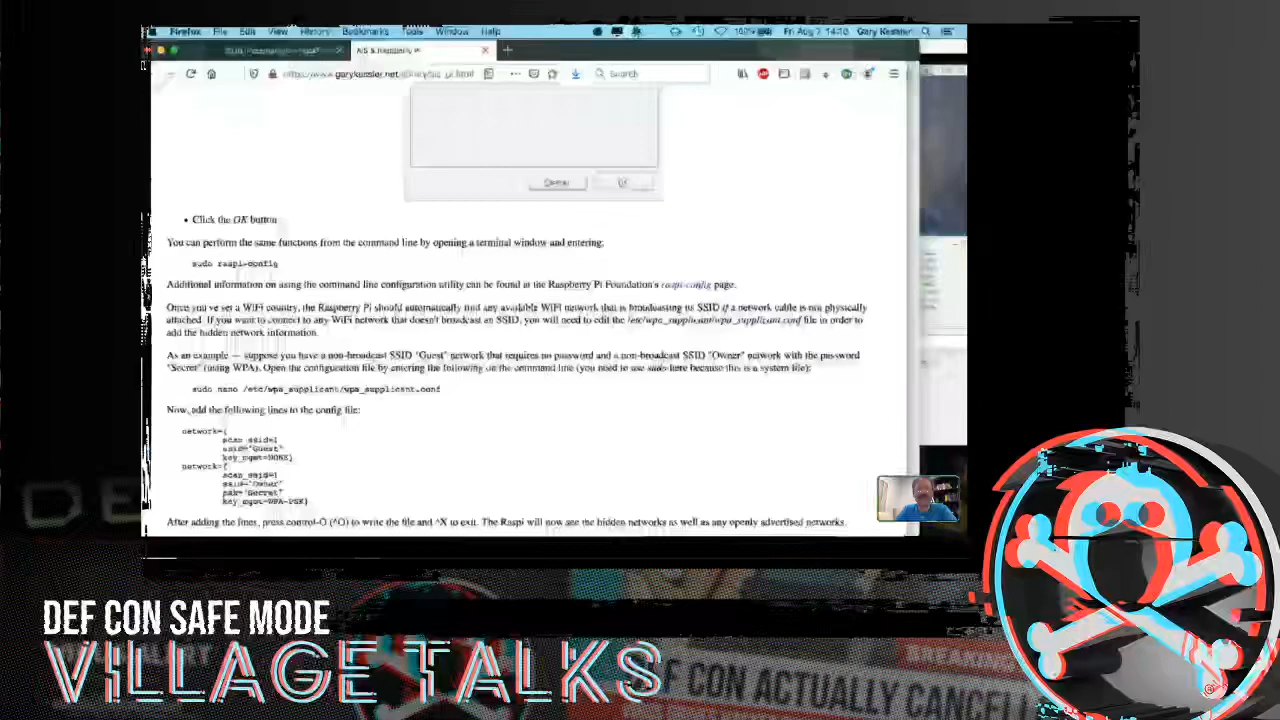 Firefox File Edit View History Bookmarks Tools Window Help Fri Aug 7 Gary Kessler
AIS & Raspberry Pi
Search
• Click the OK button
You can perform the same functions from the command line by opening a terminal window and entering:
sudo raspi-config
Additional information on using the command line configuration utility can be found at the Raspberry Pi Foundation's raspi-config page.
Once you've set a WiFi country, the Raspberry Pi should automatically find any available WiFi network that is broadcasting its SSID if a network cable is not physically
attached. If you want to connect to any WiFi network that doesn't broadcast an SSID, you will need to edit the /etc/wpa_supplicant/wpa_supplicant.conf file in order to
add the hidden network information.
As an example — suppose you have a non-broadcast SSID "Guest" network that requires no password and a non-broadcast SSID "Owner" network with the password
"Secret" (using WPA). Open the configuration file by entering the following on the command line (you need to use sudo here because this is a system file):
sudo nano /etc/wpa_supplicant/wpa_supplicant.conf
Now, add the following lines to the config file:
network={
scan_ssid=1
ssid="Guest"
key_mgmt=NONE}
network={
scan_ssid=1
ssid="Owner"
psk="Secret"
key_mgmt=WPA-PSK}
After adding the lines, press control-O (^O) to write the file and ^X to exit. The Raspi will now see the hidden networks as well as any openly advertised networks.
DEF CON SAFE MODE
VILLAGE TALKS
ACTUALLY